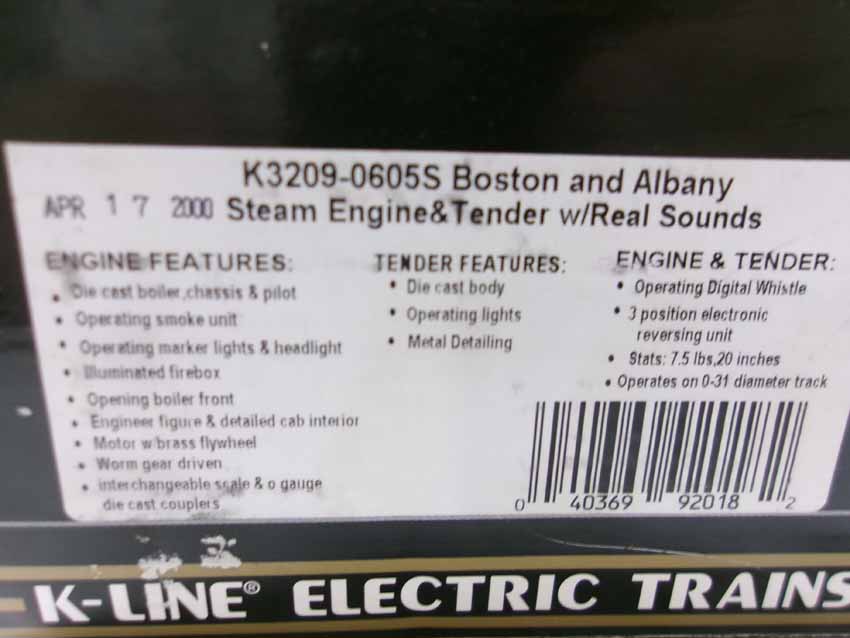 K3209-0605S Boston and Albany
APR 17 2000 Steam Engine&Tender w/Real Sounds
ENGINE FEATURES:
• Die cast boiler,chassis & pilot
• Operating smoke unit
• Operating marker lights & headlight
• Illuminated firebox
• Opening boiler front
• Engineer figure & detailed cab interior
• Motor w/brass flywheel
• Worm gear driven
• interchangeable scale & o gauge
die cast couplers
TENDER FEATURES:
• Die cast body
• Operating lights
• Metal Detailing
ENGINE & TENDER:
• Operating Digital Whistle
• 3 position electronic
reversing unit
• Stats: 7.5 lbs,20 inches
• Operates on 0-31 diameter track
0 40369 92018 2
K-LINE® ELECTRIC TRAINS